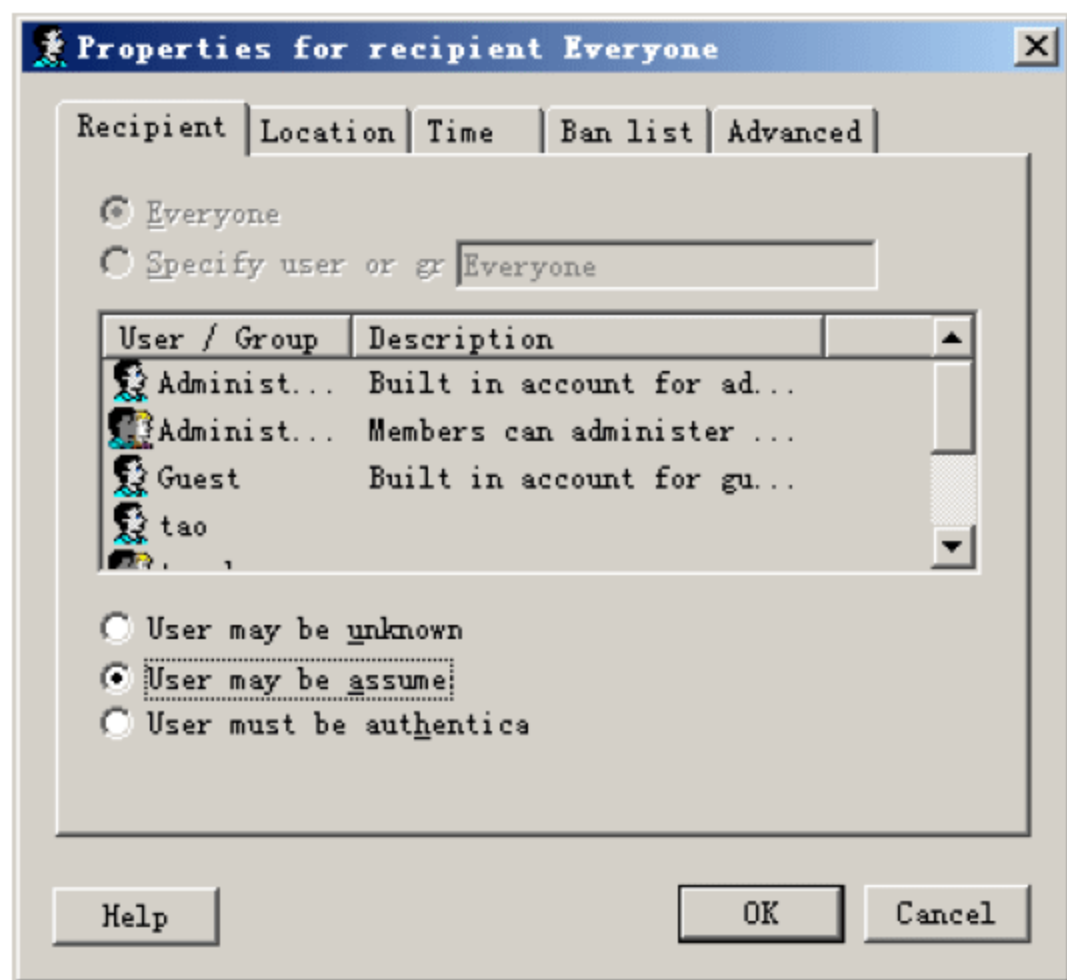 Properties for recipient Everyone
Recipient Location Time Ban list Advanced
Everyone
Specify user or gr Everyone
User / Group Description
Administ... Built in account for ad...
Administ... Members can administer ...
Guest Built in account for gu...
tao
User may be unknown
User may be assume
User must be authentica
Help OK Cancel